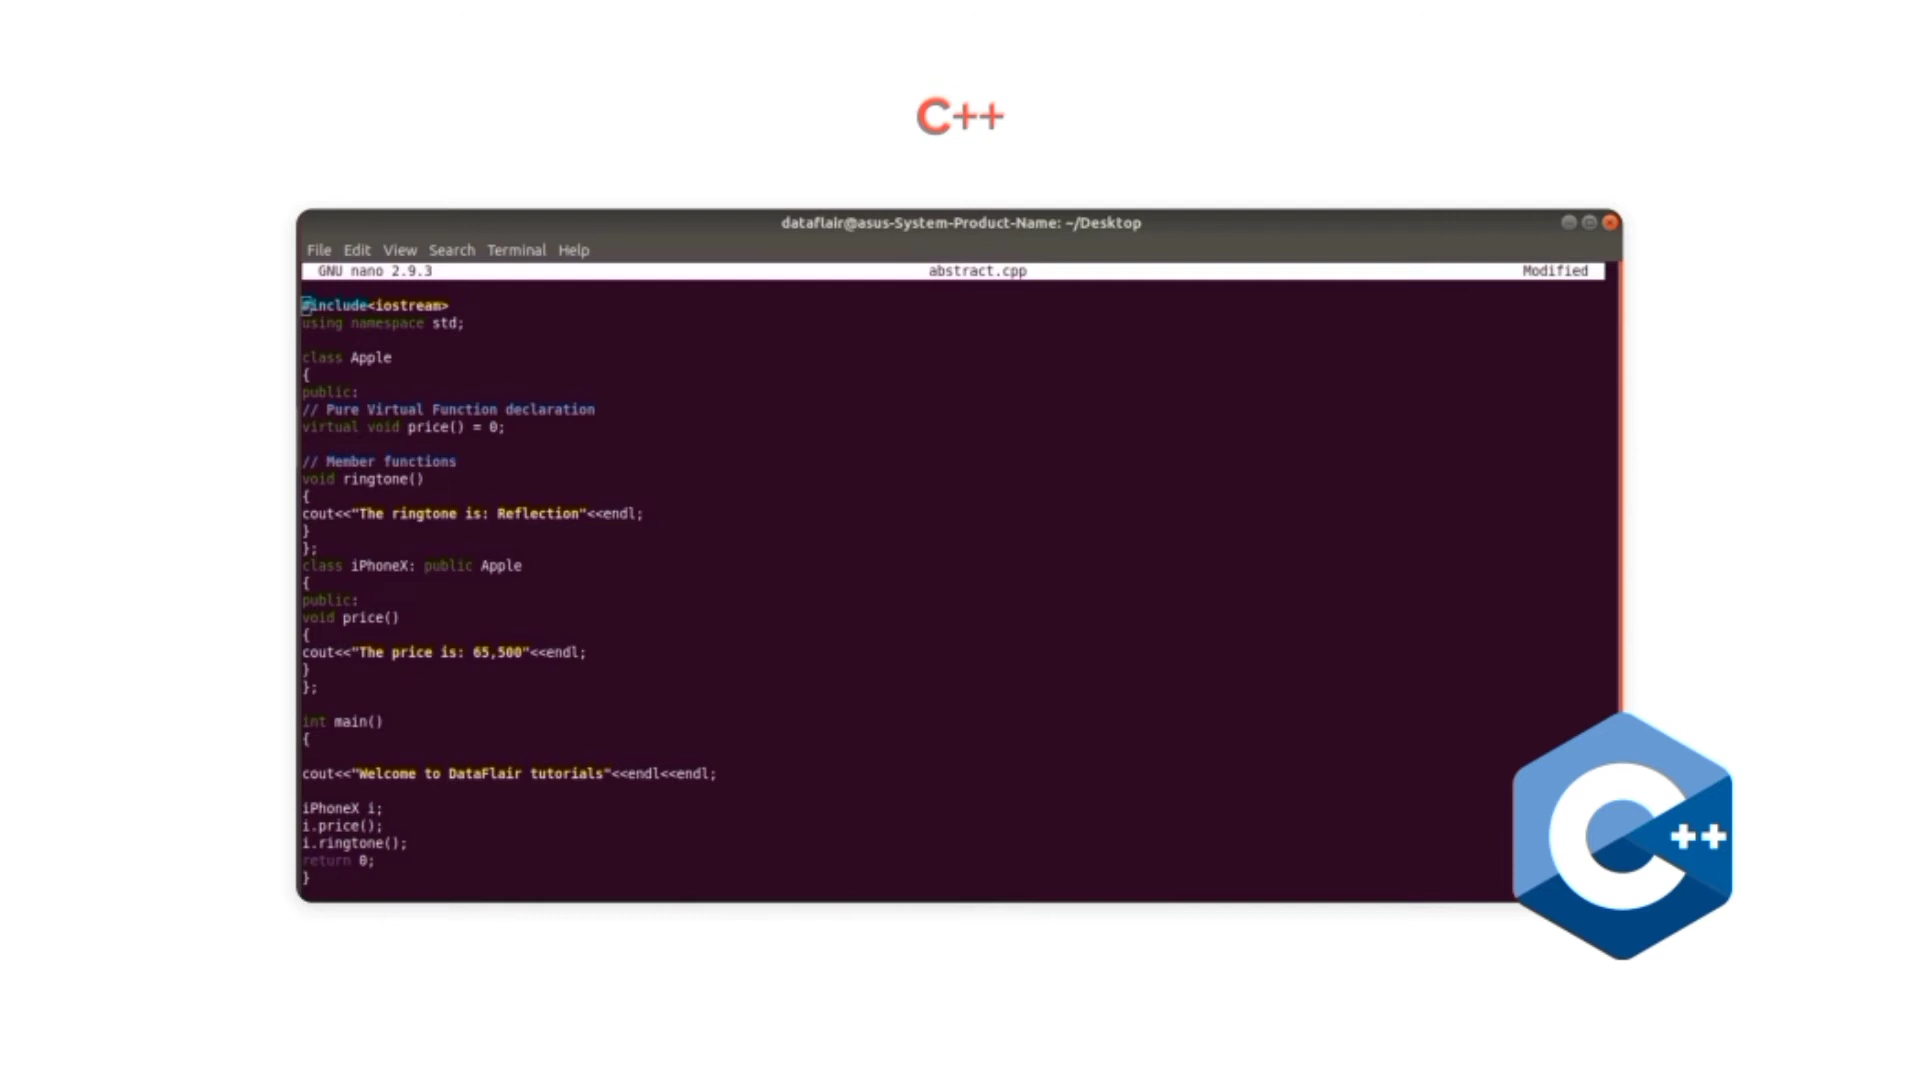 C++
dataflair@asus-System-Product-Name: ~/Desktop
File Edit View Search Terminal Help
GNU nano 2.9.3 abstract.cpp Modified
#include<iostream>
using namespace std;
class Apple
{
public:
// Pure Virtual Function declaration
virtual void price() = 0;
// Member functions
void ringtone()
{
cout<<"The ringtone is: Reflection"<<endl;
}
};
class iPhoneX: public Apple
{
public:
void price()
{
cout<<"The price is: 65,500"<<endl;
}
};
int main()
{
cout<<"Welcome to DataFlair tutorials"<<endl<<endl;
iPhoneX i;
i.price();
i.ringtone();
return 0;
}
C++